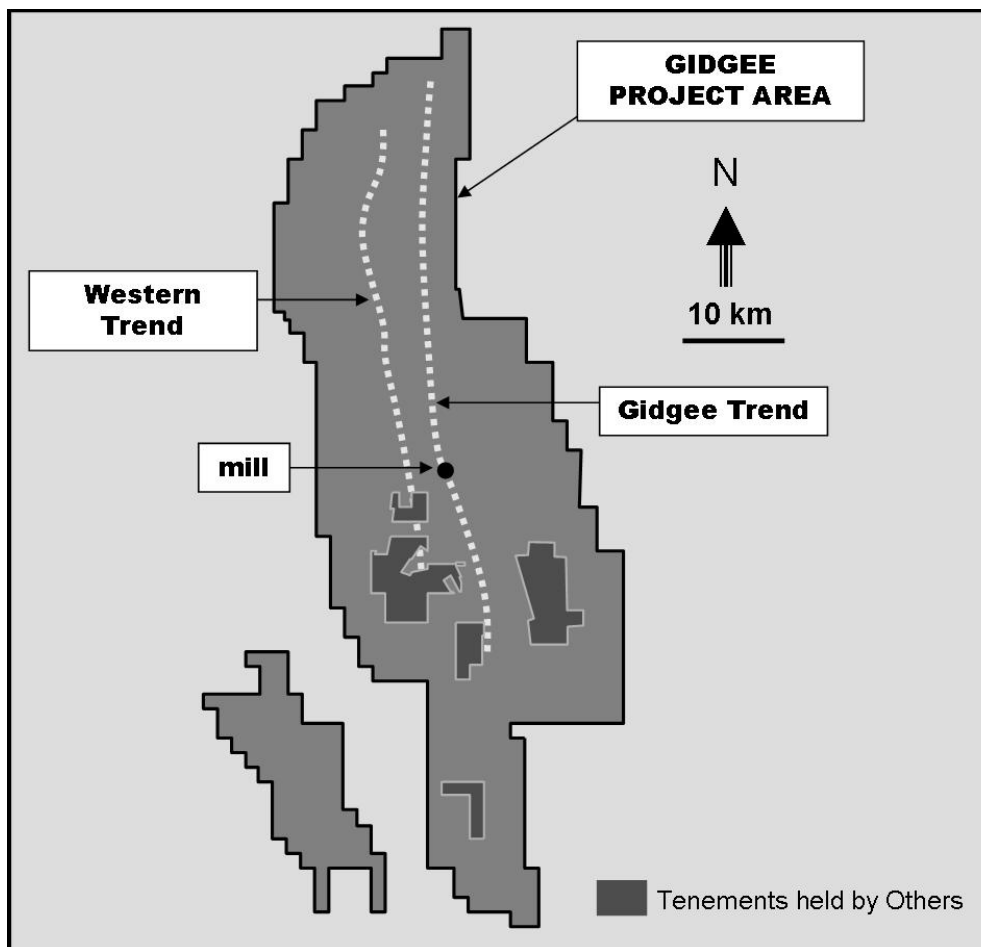 GIDGEE
PROJECT AREA
N
10 km
Western
Trend
Gidgee Trend
mill
Tenements held by Others